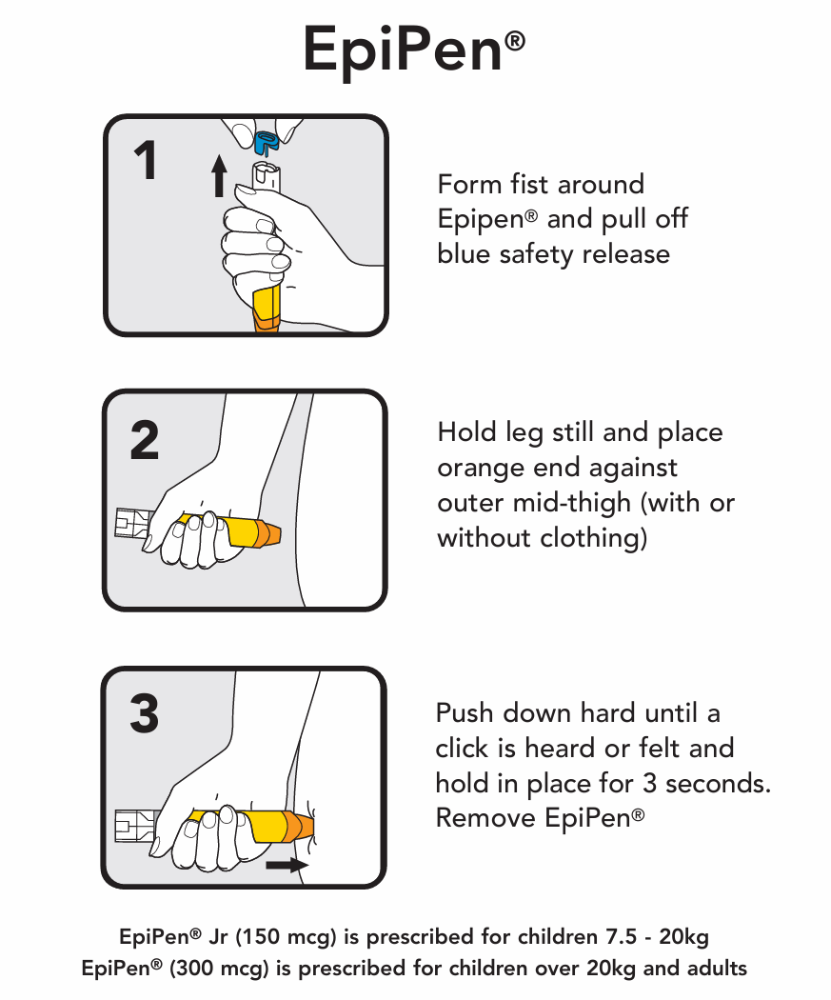 EpiPen®
1
Form fist around
Epipen® and pull off
blue safety release
2
Hold leg still and place
orange end against
outer mid-thigh (with or
without clothing)
3
Push down hard until a
click is heard or felt and
hold in place for 3 seconds.
Remove EpiPen®
EpiPen® Jr (150 mcg) is prescribed for children 7.5 - 20kg
EpiPen® (300 mcg) is prescribed for children over 20kg and adults